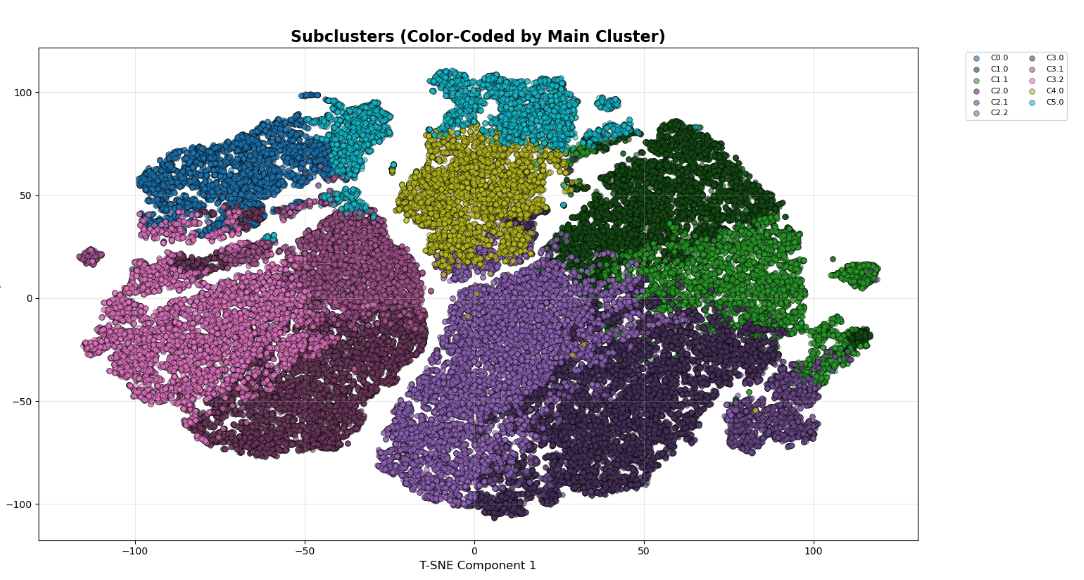 Subclusters (Color-Coded by Main Cluster)
C0.0
C1.0
C1.1
C2.0
C2.1
C2.2
C3.0
C3.1
C3.2
C4.0
C5.0
100
50
0
−50
−100
−100
−50
0
50
100
T-SNE Component 1